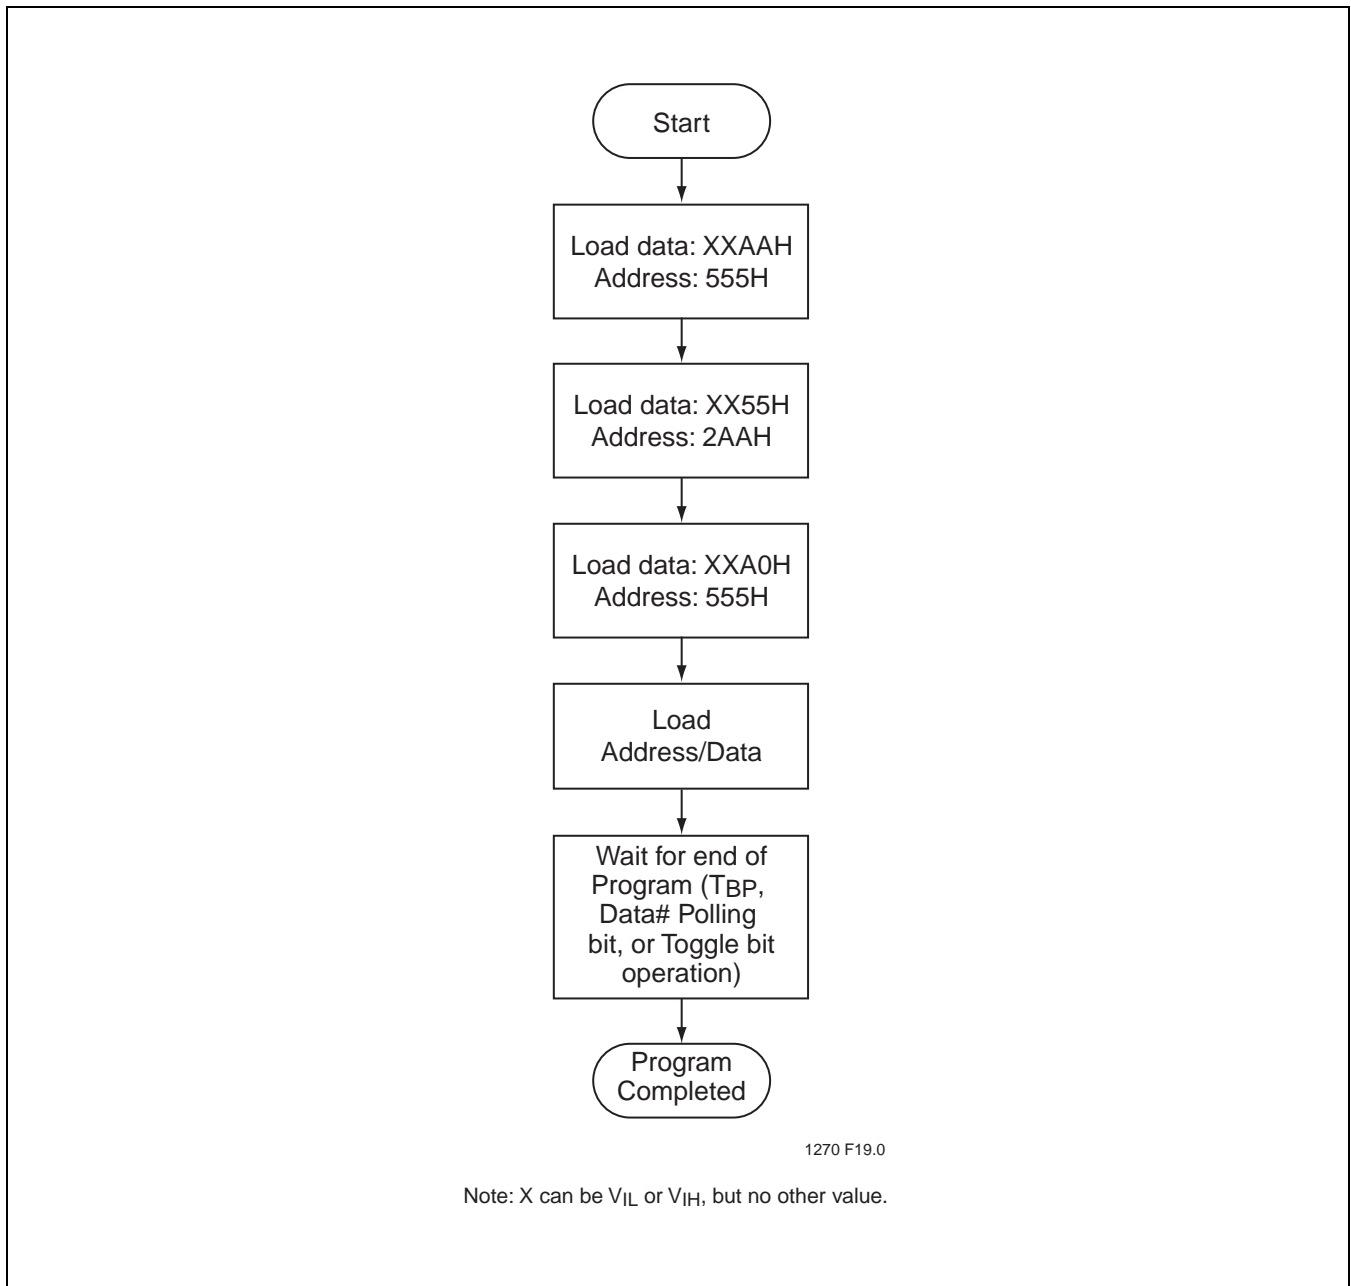 Start
Load data: XXAAH
Address: 555H
Load data: XX55H
Address: 2AAH
Load data: XXA0H
Address: 555H
Load
Address/Data
Wait for end of
Program (TBP,
Data# Polling
bit, or Toggle bit
operation)
Program
Completed
1270 F19.0
Note: X can be VIL or VIH, but no other value.